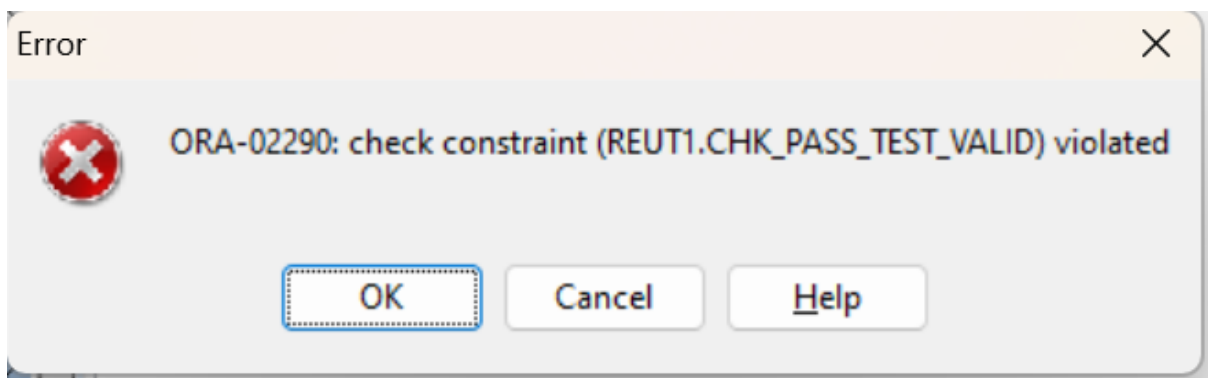 Error
ORA-02290: check constraint (REUT1.CHK_PASS_TEST_VALID) violated
OK Cancel Help